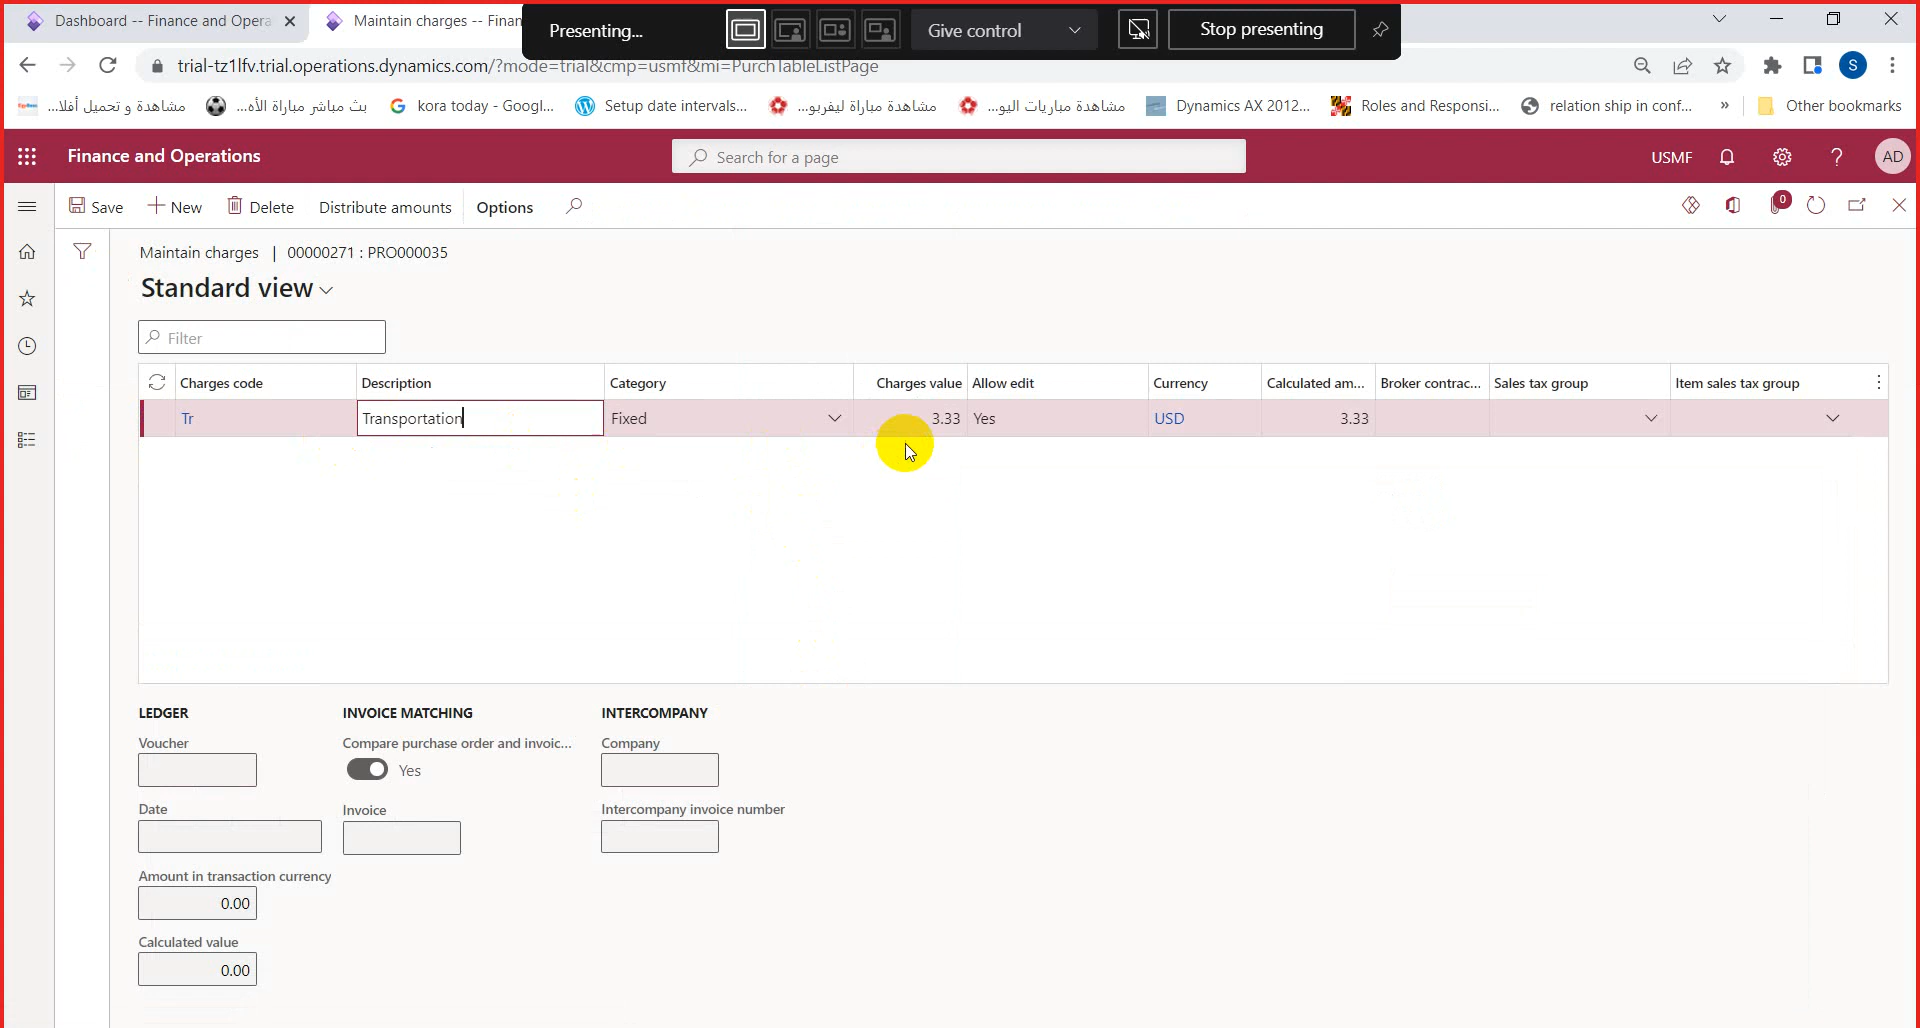 Dashboard -- Finance and Opera
Maintain charges -- Finan
Presenting...
Give control
Stop presenting
trial-tz1lfv.trial.operations.dynamics.com/?mode=trial&cmp=usmf&mi=PurchTableListPage
S
مشاهدة و تحميل أفلا...
بث مباشر مباراة الأه...
kora today - Googl...
Setup date intervals...
مشاهدة مباراة ليفربو...
مشاهدة مباريات اليو...
Dynamics AX 2012...
Roles and Responsi...
relation ship in conf...
»
Other bookmarks
Finance and Operations
Search for a page
USMF
?
AD
Save
New
Delete
Distribute amounts
Options
0
Maintain charges | 00000271 : PRO000035
Standard view
Filter
Charges code Description Category Charges value Allow edit Currency Calculated am... Broker contrac... Sales tax group Item sales tax group
Tr Transportation Fixed 3.33 Yes USD 3.33
LEDGER
Voucher
Date
Amount in transaction currency
0.00
Calculated value
0.00
INVOICE MATCHING
Compare purchase order and invoic...
Yes
Invoice
INTERCOMPANY
Company
Intercompany invoice number